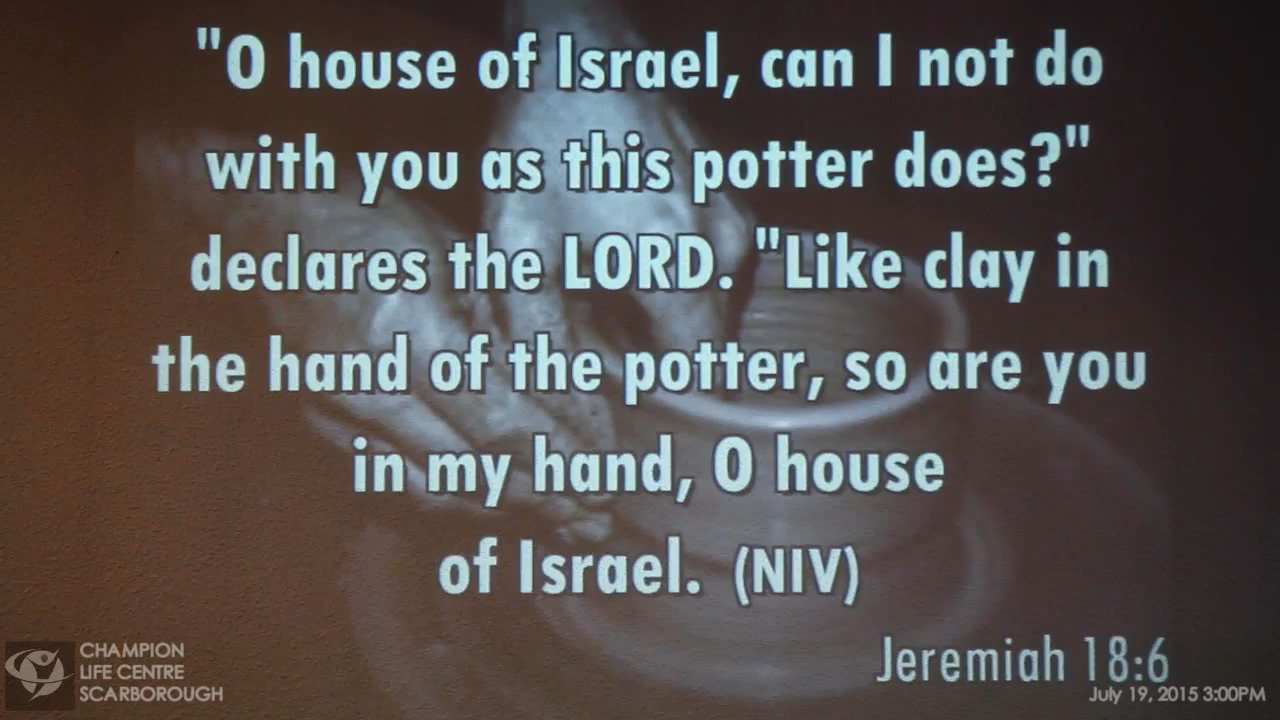 "O house of Israel, can I not do
with you as this potter does?"
declares the LORD. "Like clay in
the hand of the potter, so are you
in my hand, O house
of Israel. (NIV)
Jeremiah 18:6
CHAMPION
LIFE CENTRE
SCARBOROUGH
July 19, 2015 3:00PM